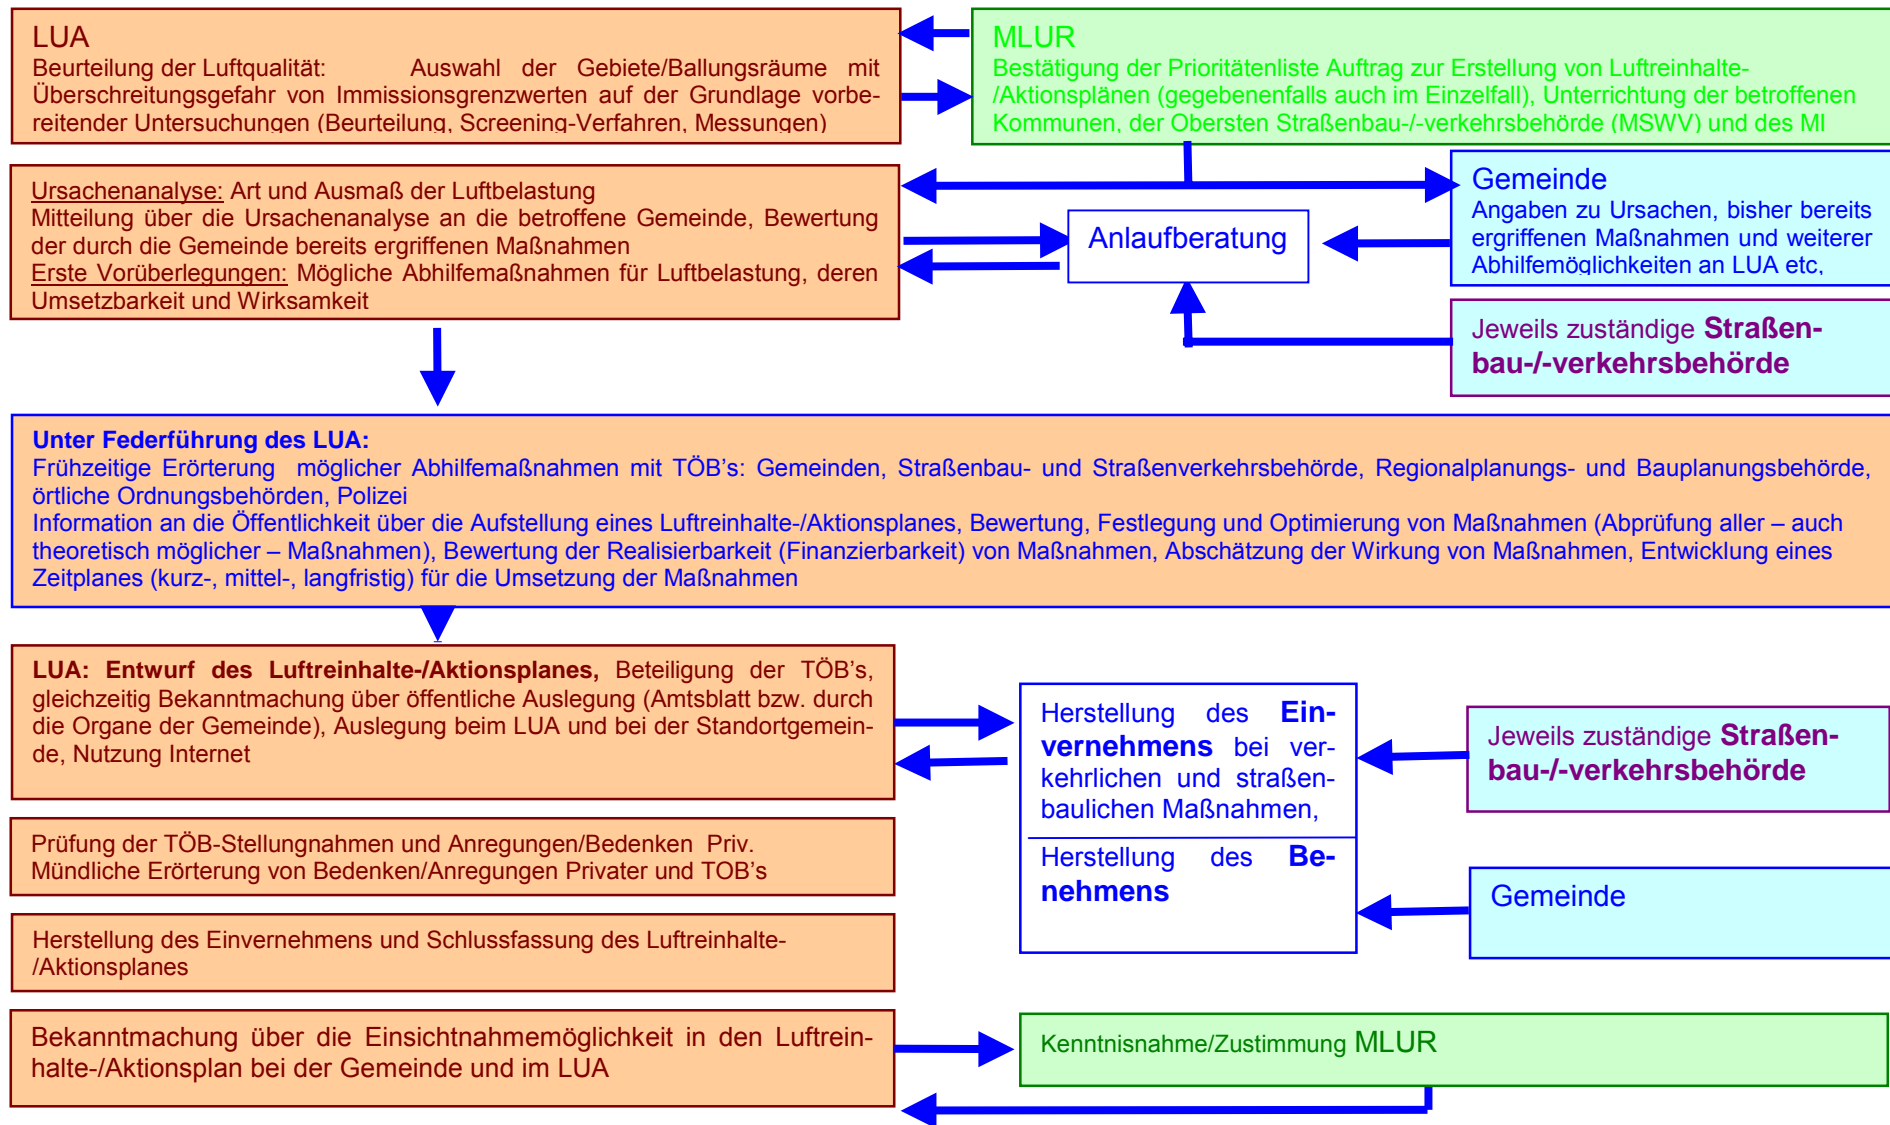 LUA
Beurteilung der Luftqualität: Auswahl der Gebiete/Ballungsräume mit
Überschreitungsgefahr von Immissionsgrenzwerten auf der Grundlage vorbe-
reitender Untersuchungen (Beurteilung, Screening-Verfahren, Messungen)
MLUR
Bestätigung der Prioritätenliste Auftrag zur Erstellung von Luftreinhalte-
/Aktionsplänen (gegebenenfalls auch im Einzelfall), Unterrichtung der betroffenen
Kommunen, der Obersten Straßenbau-/-verkehrsbehörde (MSWV) und des MI
Ursachenanalyse: Art und Ausmaß der Luftbelastung
Mitteilung über die Ursachenanalyse an die betroffene Gemeinde, Bewertung
der durch die Gemeinde bereits ergriffenen Maßnahmen
Erste Vorüberlegungen: Mögliche Abhilfemaßnahmen für Luftbelastung, deren
Umsetzbarkeit und Wirksamkeit
Anlaufberatung
Gemeinde
Angaben zu Ursachen, bisher bereits
ergriffenen Maßnahmen und weiterer
Abhilfemöglichkeiten an LUA etc,
Jeweils zuständige Straßen-
bau-/-verkehrsbehörde
Unter Federführung des LUA:
Frühzeitige Erörterung möglicher Abhilfemaßnahmen mit TÖB's: Gemeinden, Straßenbau- und Straßenverkehrsbehörde, Regionalplanungs- und Bauplanungsbehörde,
örtliche Ordnungsbehörden, Polizei
Information an die Öffentlichkeit über die Aufstellung eines Luftreinhalte-/Aktionsplanes, Bewertung, Festlegung und Optimierung von Maßnahmen (Abprüfung aller – auch
theoretisch möglicher – Maßnahmen), Bewertung der Realisierbarkeit (Finanzierbarkeit) von Maßnahmen, Abschätzung der Wirkung von Maßnahmen, Entwicklung eines
Zeitplanes (kurz-, mittel-, langfristig) für die Umsetzung der Maßnahmen
LUA: Entwurf des Luftreinhalte-/Aktionsplanes, Beteiligung der TÖB's,
gleichzeitig Bekanntmachung über öffentliche Auslegung (Amtsblatt bzw. durch
die Organe der Gemeinde), Auslegung beim LUA und bei der Standortgemein-
de, Nutzung Internet
Herstellung des Ein-
vernehmens bei ver-
kehrlichen und straßen-
baulichen Maßnahmen,
Herstellung des Be-
nehmens
Jeweils zuständige Straßen-
bau-/-verkehrsbehörde
Gemeinde
Prüfung der TÖB-Stellungnahmen und Anregungen/Bedenken Priv.
Mündliche Erörterung von Bedenken/Anregungen Privater und TOB's
Herstellung des Einvernehmens und Schlussfassung des Luftreinhalte-
/Aktionsplanes
Bekanntmachung über die Einsichtnahmemöglichkeit in den Luftrein-
halte-/Aktionsplan bei der Gemeinde und im LUA
Kenntnisnahme/Zustimmung MLUR